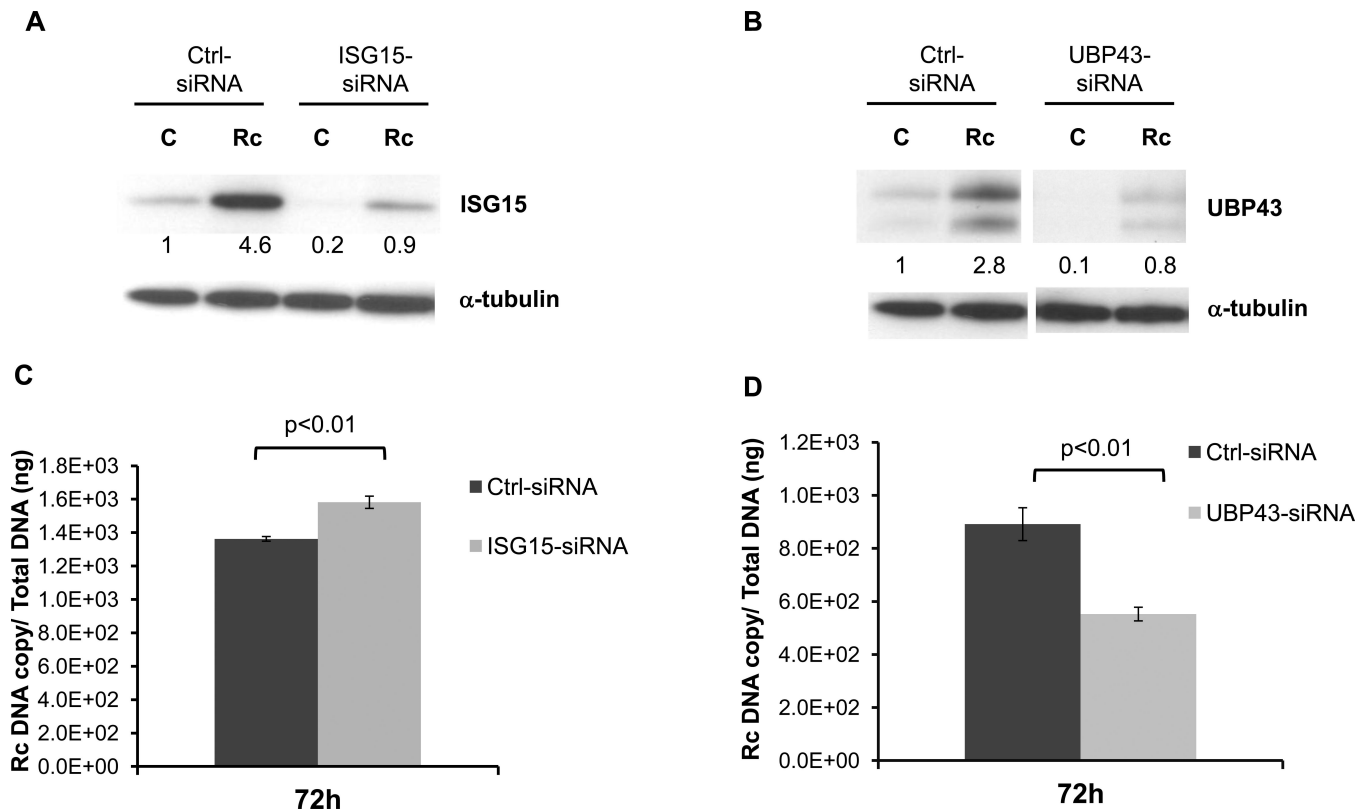 A
Ctrl-
siRNA
ISG15-
siRNA
C Rc C Rc
ISG15
1 4.6 0.2 0.9
α-tubulin
B
Ctrl-
siRNA
UBP43-
siRNA
C Rc C Rc
UBP43
1 2.8 0.1 0.8
α-tubulin
C
p<0.01
Rc DNA copy/ Total DNA (ng)
1.8E+03
1.6E+03
1.4E+03
1.2E+03
1.0E+03
8.0E+02
6.0E+02
4.0E+02
2.0E+02
0.0E+00
Ctrl-siRNA
ISG15-siRNA
72h
D
p<0.01
Rc DNA copy/ Total DNA (ng)
1.2E+03
1.0E+03
8.0E+02
6.0E+02
4.0E+02
2.0E+02
0.0E+00
Ctrl-siRNA
UBP43-siRNA
72h